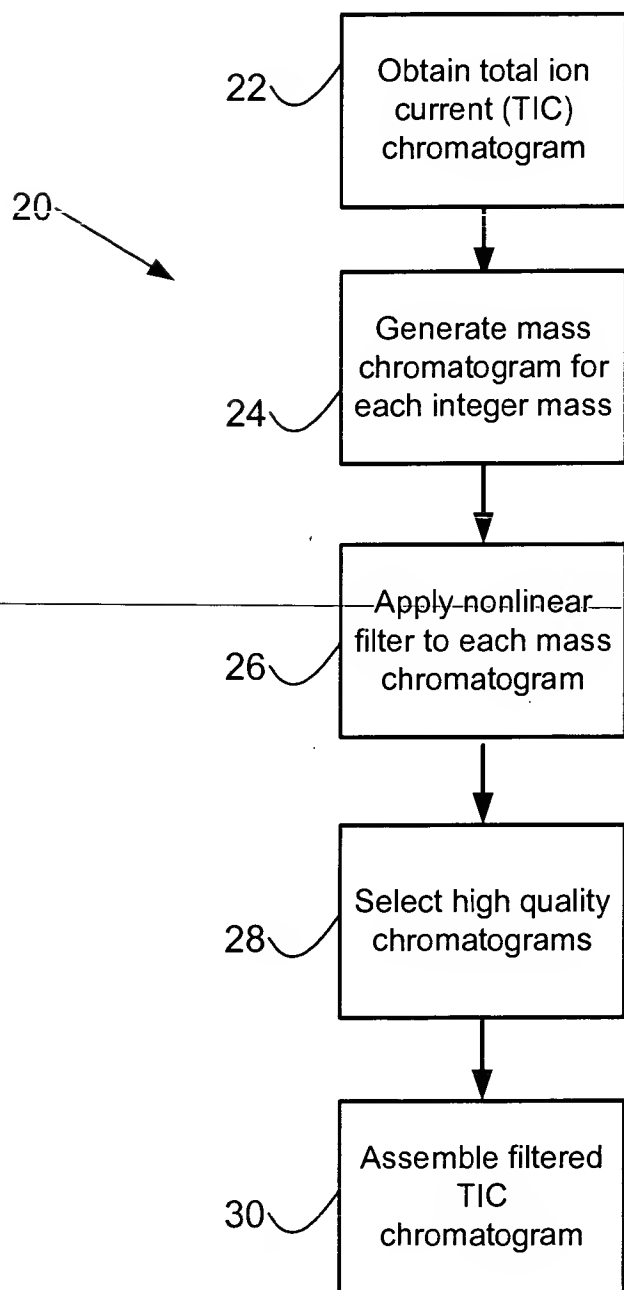 22
Obtain total ion
current (TIC)
chromatogram
20
Generate mass
chromatogram for
each integer mass
24
Apply nonlinear
filter to each mass
chromatogram
26
Select high quality
chromatograms
28
Assemble filtered
TIC
chromatogram
30